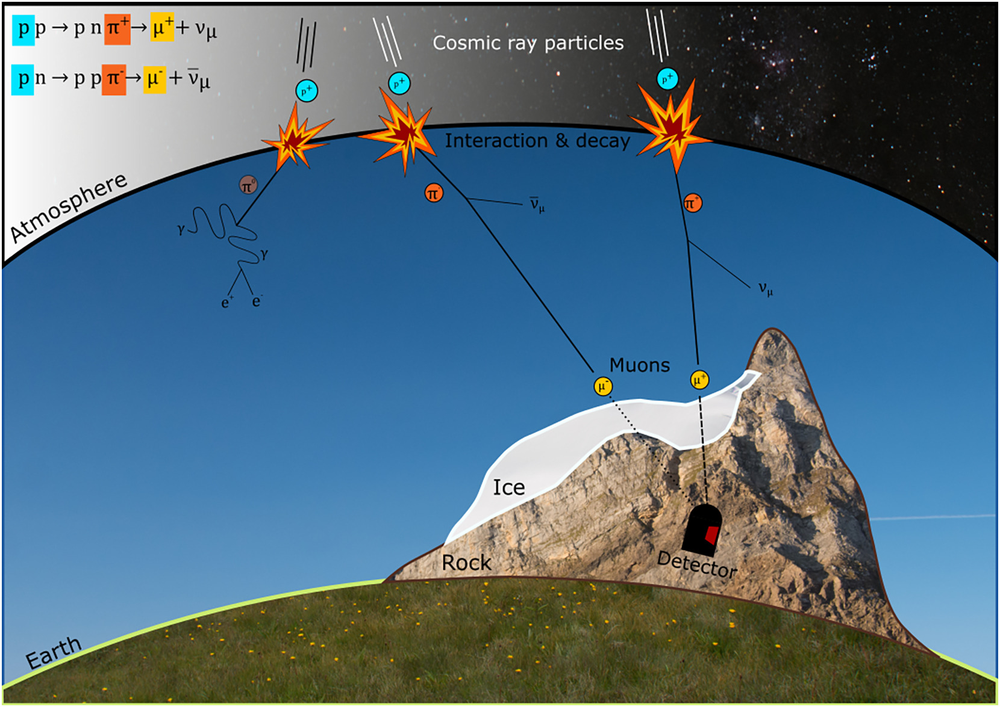 p p → p n π⁺ → μ⁺ + νμ
p n → p p π⁻ → μ⁻ + ν̅μ
Cosmic ray particles
p⁺
p⁺
p⁺
Interaction & decay
Atmosphere
π⁰
π⁻
π⁺
ν̅μ
γ
γ
νμ
e⁺
e⁻
Muons
μ⁻
μ⁺
Ice
Rock
Detector
Earth